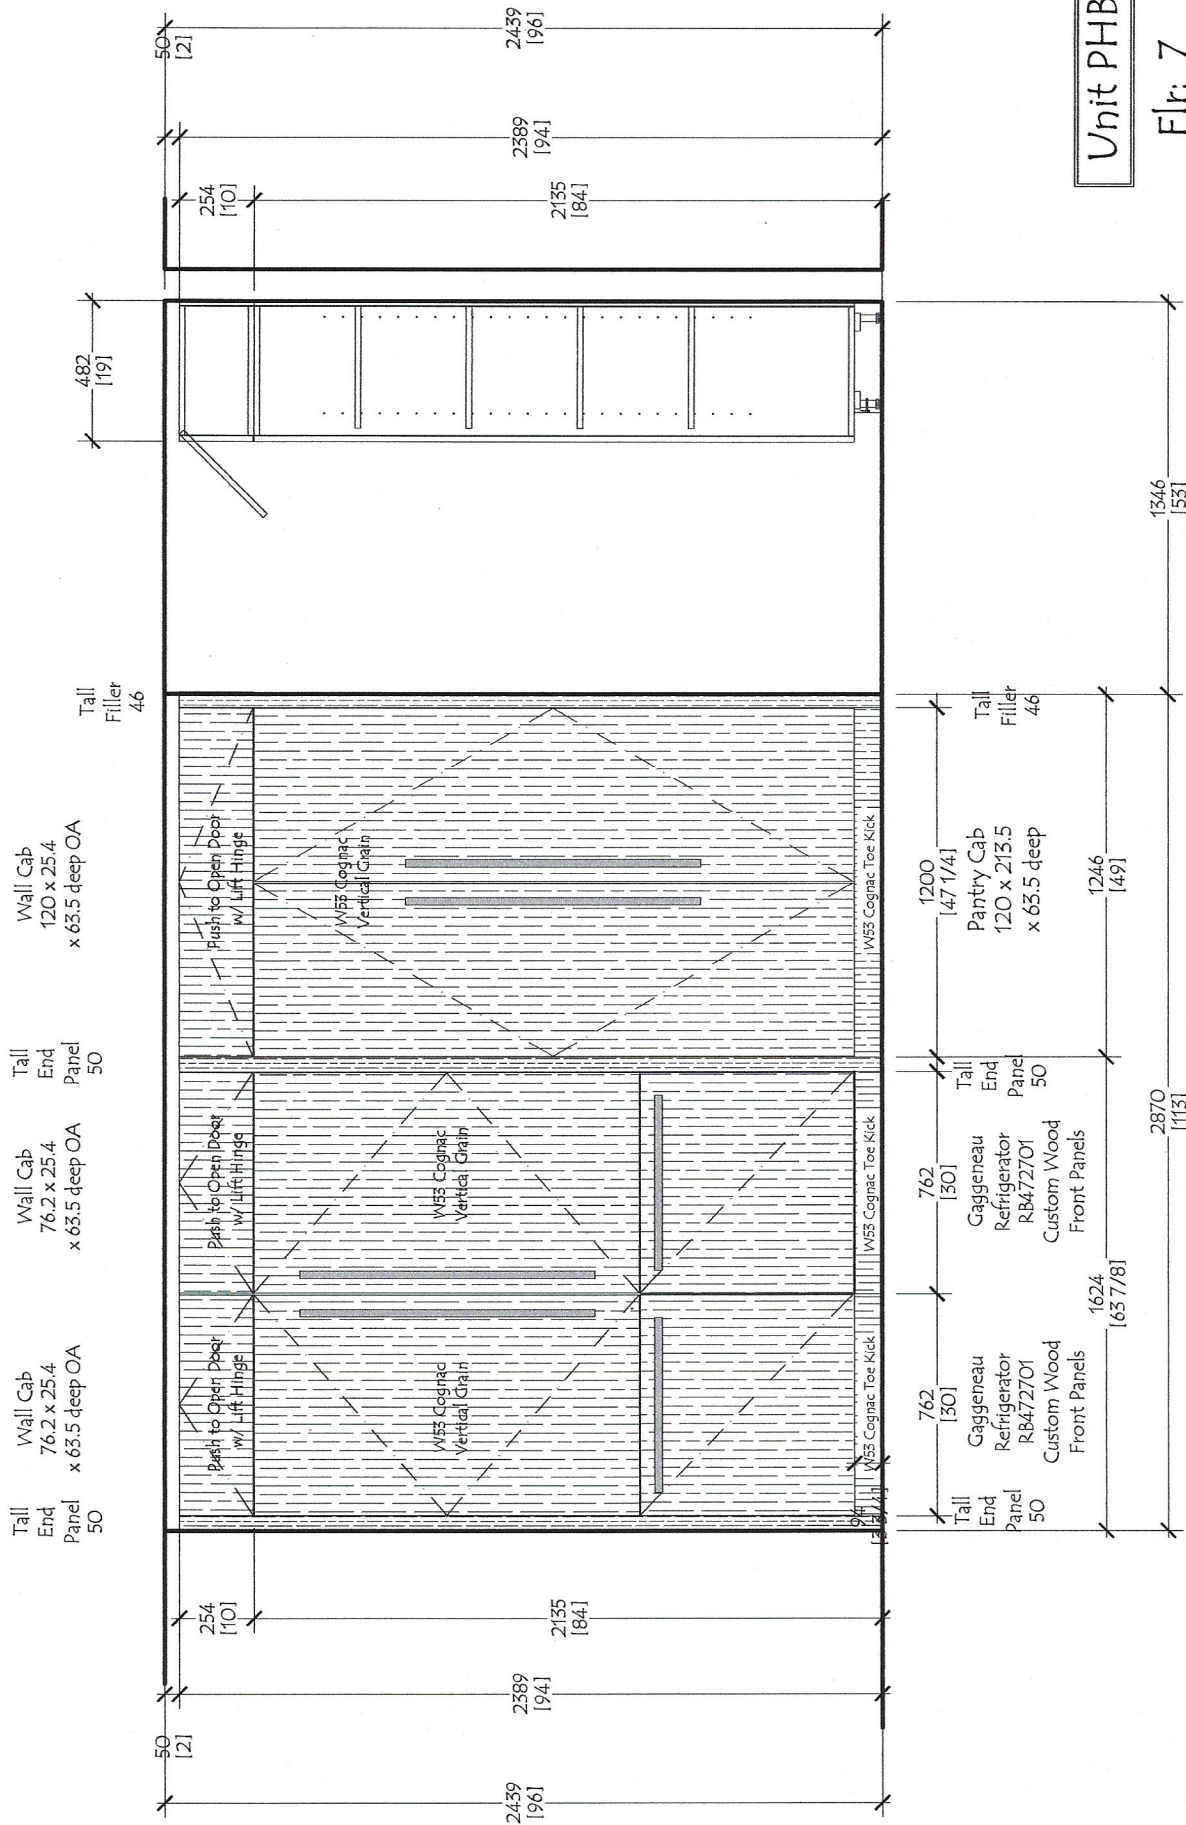 Tall
End
Panel
50
Wall Cab
76.2 x 25.4
x 63.5 deep OA
Wall Cab
76.2 x 25.4
x 63.5 deep OA
Tall
End
Panel
50
Wall Cab
120 x 25.4
x 63.5 deep OA
Tall
Filler
46
482
[19]
50
[2]
254
[10]
2135
[84]
2389
[94]
2439
[96]
Push to Open Door
w/ Lift Hinge
Push to Open Door
w/ Lift Hinge
Push to Open Door
w/ Lift Hinge
W53 Cognac
Vertical Grain
W53 Cognac
Vertical Grain
W53 Cognac
Vertical Grain
W53 Cognac Toe Kick
W53 Cognac Toe Kick
W53 Cognac Toe Kick
94
50
[2]
254
[10]
2135
[84]
2389
[94]
2439
[96]
762
[30]
762
[30]
1200
[47 1/4]
Tall
End
Panel
50
Gaggeneau
Refrigerator
RB472701
Custom Wood
Front Panels
Gaggeneau
Refrigerator
RB472701
Custom Wood
Front Panels
Tall
End
Panel
50
Pantry Cab
120 x 213.5
x 63.5 deep
Tall
Filler
46
1624
[63 7/8]
1246
[49]
2870
[113]
1346
[53]
Unit PHB
Flr: 7